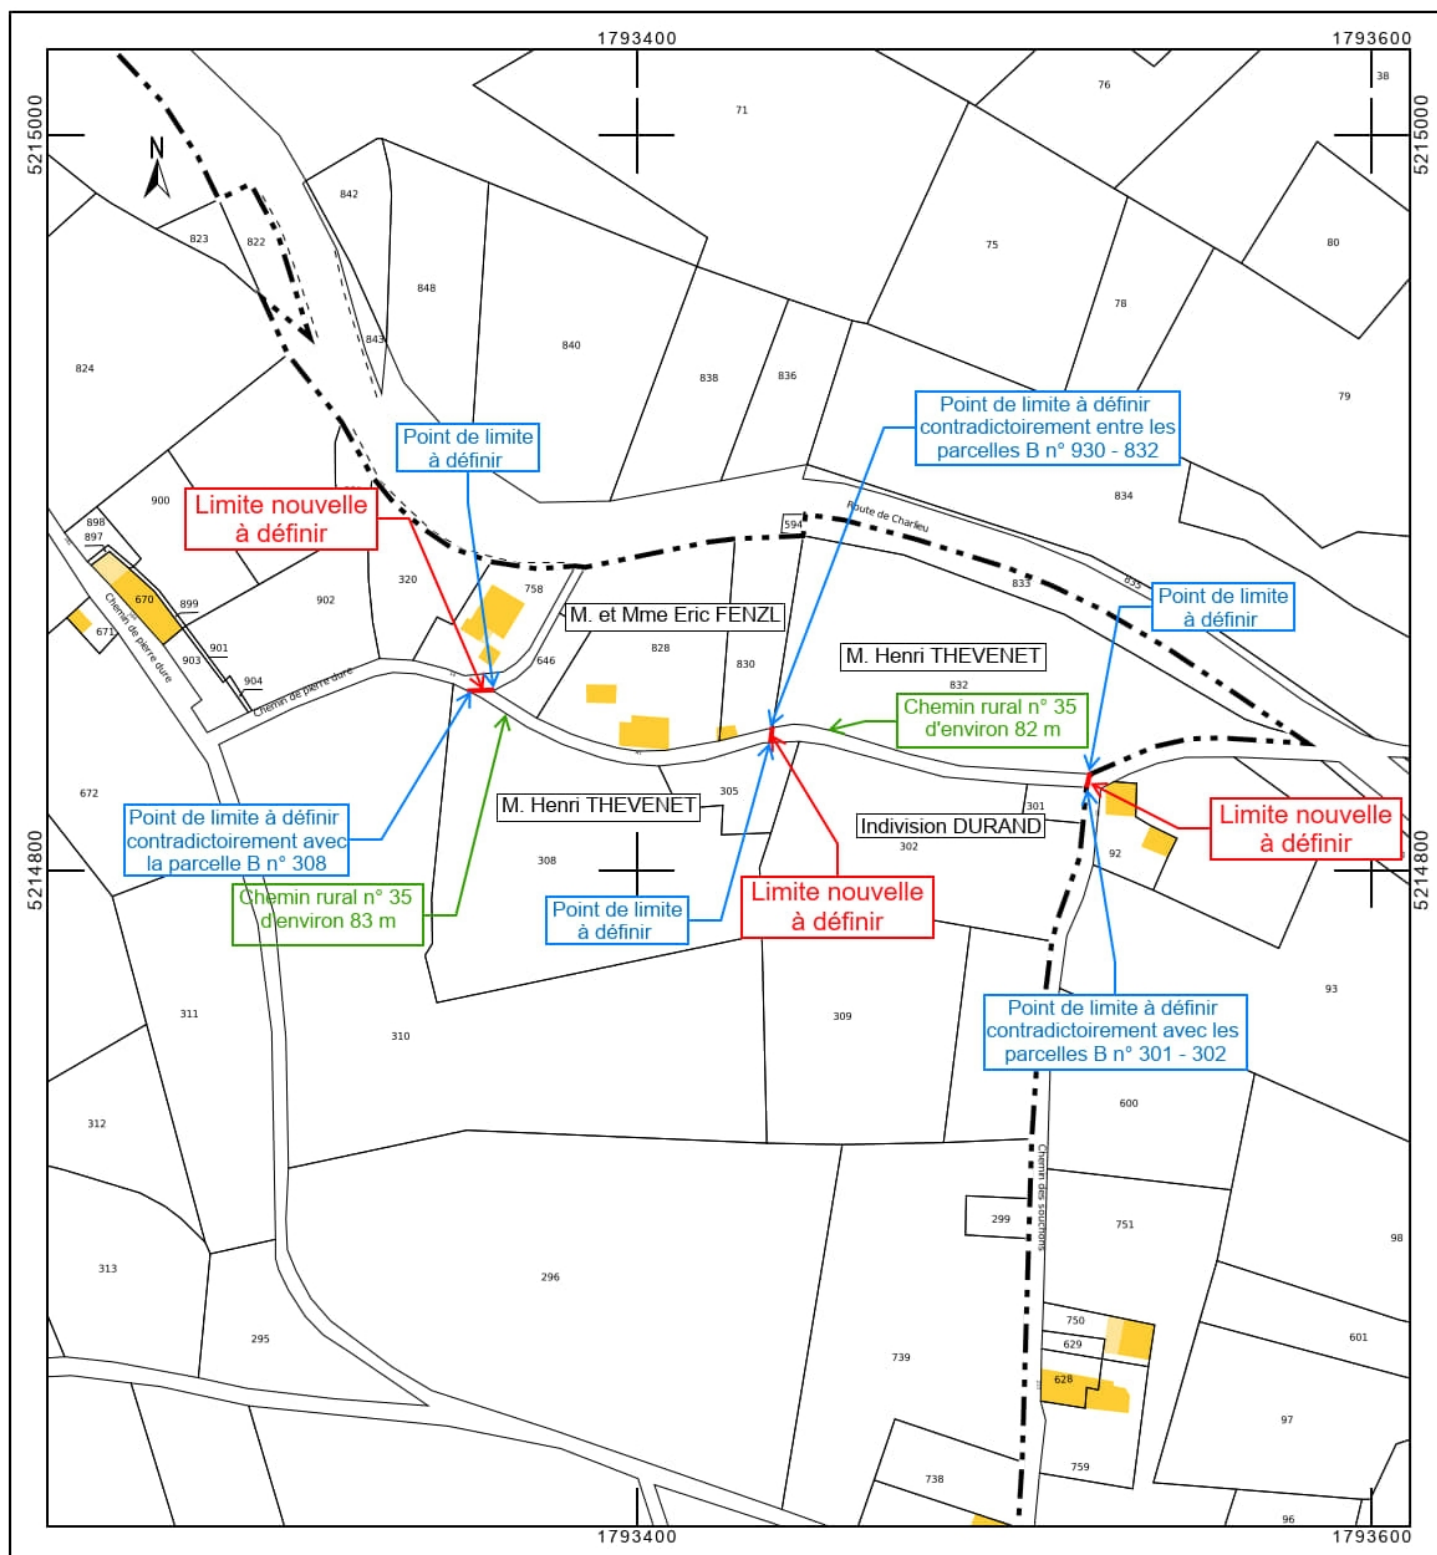 1793400
1793600
5215000
5215000
N
71
76
38
842
823
822
75
80
848
78
843
840
824
838
836
79
Point de limite à définir
contradictoirement entre les
parcelles B n° 930 - 832
Point de limite
à définir
834
900
Limite nouvelle
à définir
898
897
594
Route de Charlieu
320
758
833
835
Point de limite
à définir
670
899
902
Chemin de pierre dure
671
M. et Mme Eric FENZL
901
903
646
828
830
M. Henri THEVENET
904
832
Chemin de pierre dure
Chemin rural n° 35
d'environ 82 m
672
M. Henri THEVENET
305
301
Limite nouvelle
à définir
Point de limite à définir
contradictoirement avec
la parcelle B n° 308
Indivision DURAND
302
92
308
5214800
5214800
Chemin rural n° 35
d'environ 83 m
Point de limite
à définir
Limite nouvelle
à définir
93
311
310
309
Point de limite à définir
contradictoirement avec les
parcelles B n° 301 - 302
312
600
Chemin des souchons
299
751
98
313
296
750
629
601
295
739
628
97
738
759
96
1793400
1793600